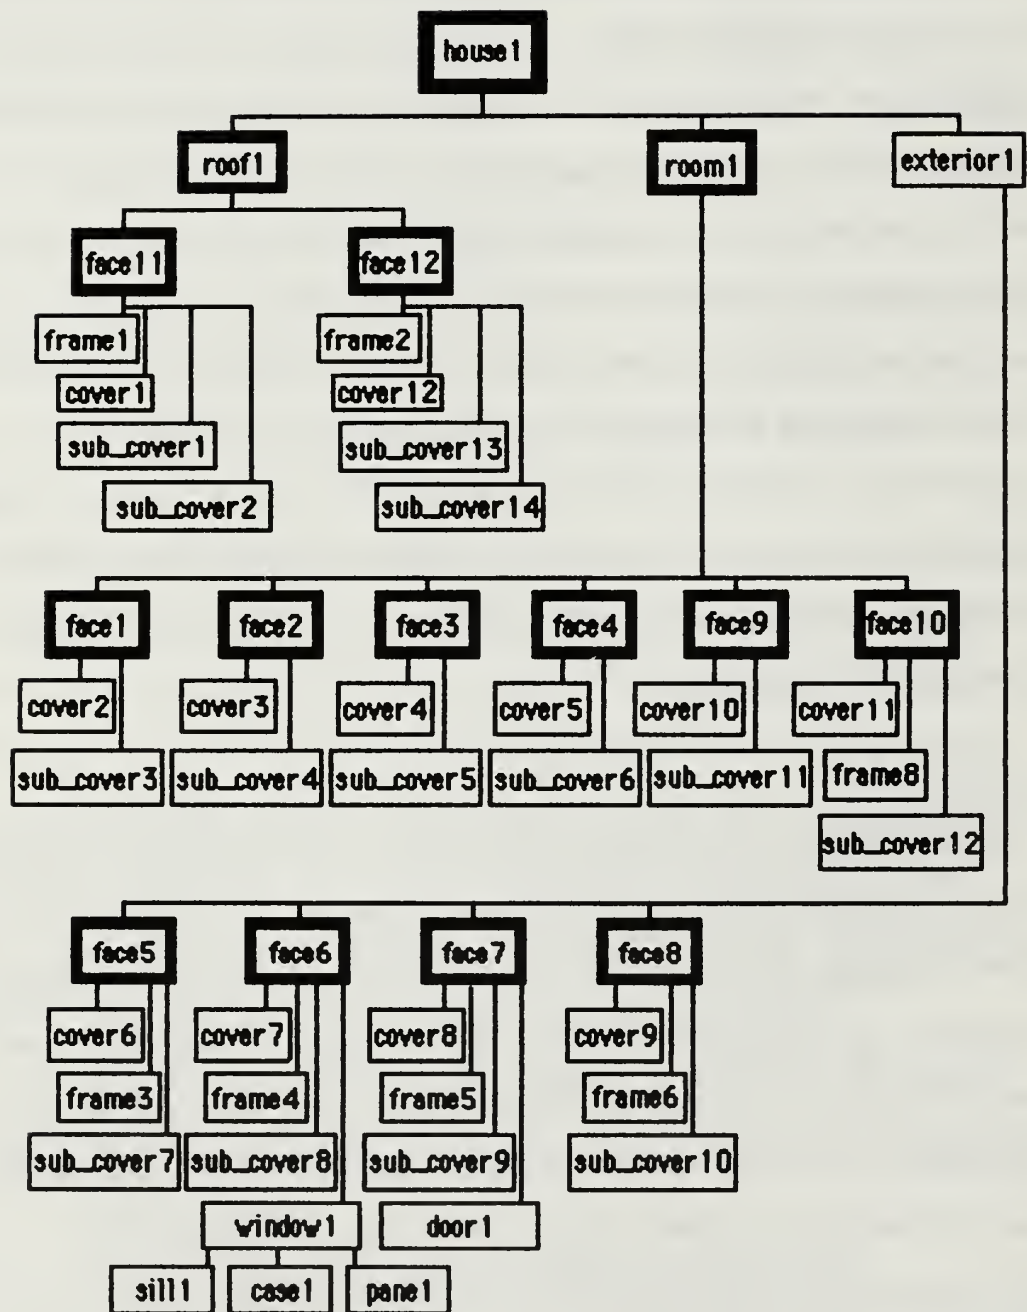 house1
roof1 room1 exterior1
face11 face12
frame1 frame2
cover1 cover12
sub_cover1 sub_cover13
sub_cover2 sub_cover14
face1 face2 face3 face4 face9 face10
cover2 cover3 cover4 cover5 cover10 cover11
sub_cover3 sub_cover4 sub_cover5 sub_cover6 sub_cover11 frame8
sub_cover12
face5 face6 face7 face8
cover6 cover7 cover8 cover9
frame3 frame4 frame5 frame6
sub_cover7 sub_cover8 sub_cover9 sub_cover10
window1 door1
sill1 case1 pane1